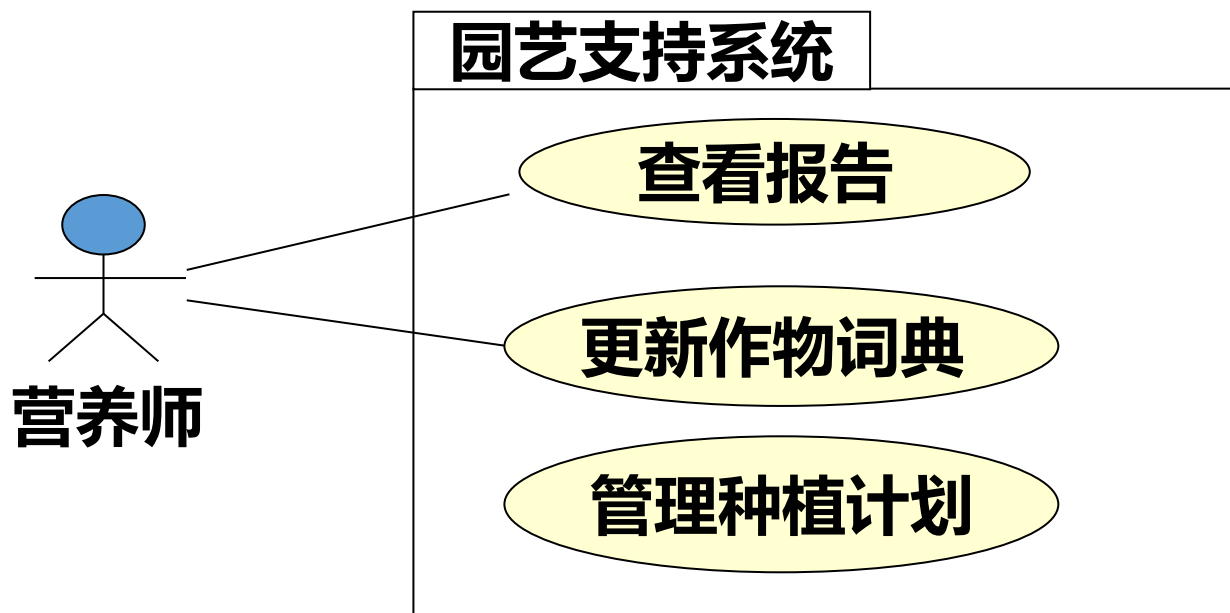 园艺支持系统
查看报告
更新作物词典
营养师
管理种植计划